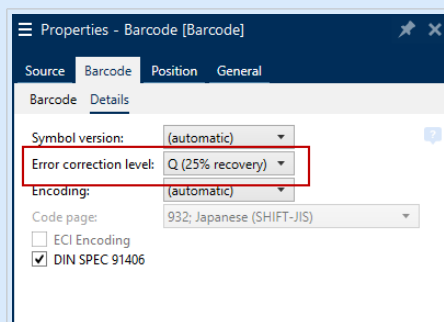 Properties - Barcode [Barcode]
Source Barcode Position General
Barcode Details
Symbol version: (automatic)
Error correction level: Q (25% recovery)
Encoding: (automatic)
Code page: 932; Japanese (SHIFT-JIS)
ECI Encoding
DIN SPEC 91406